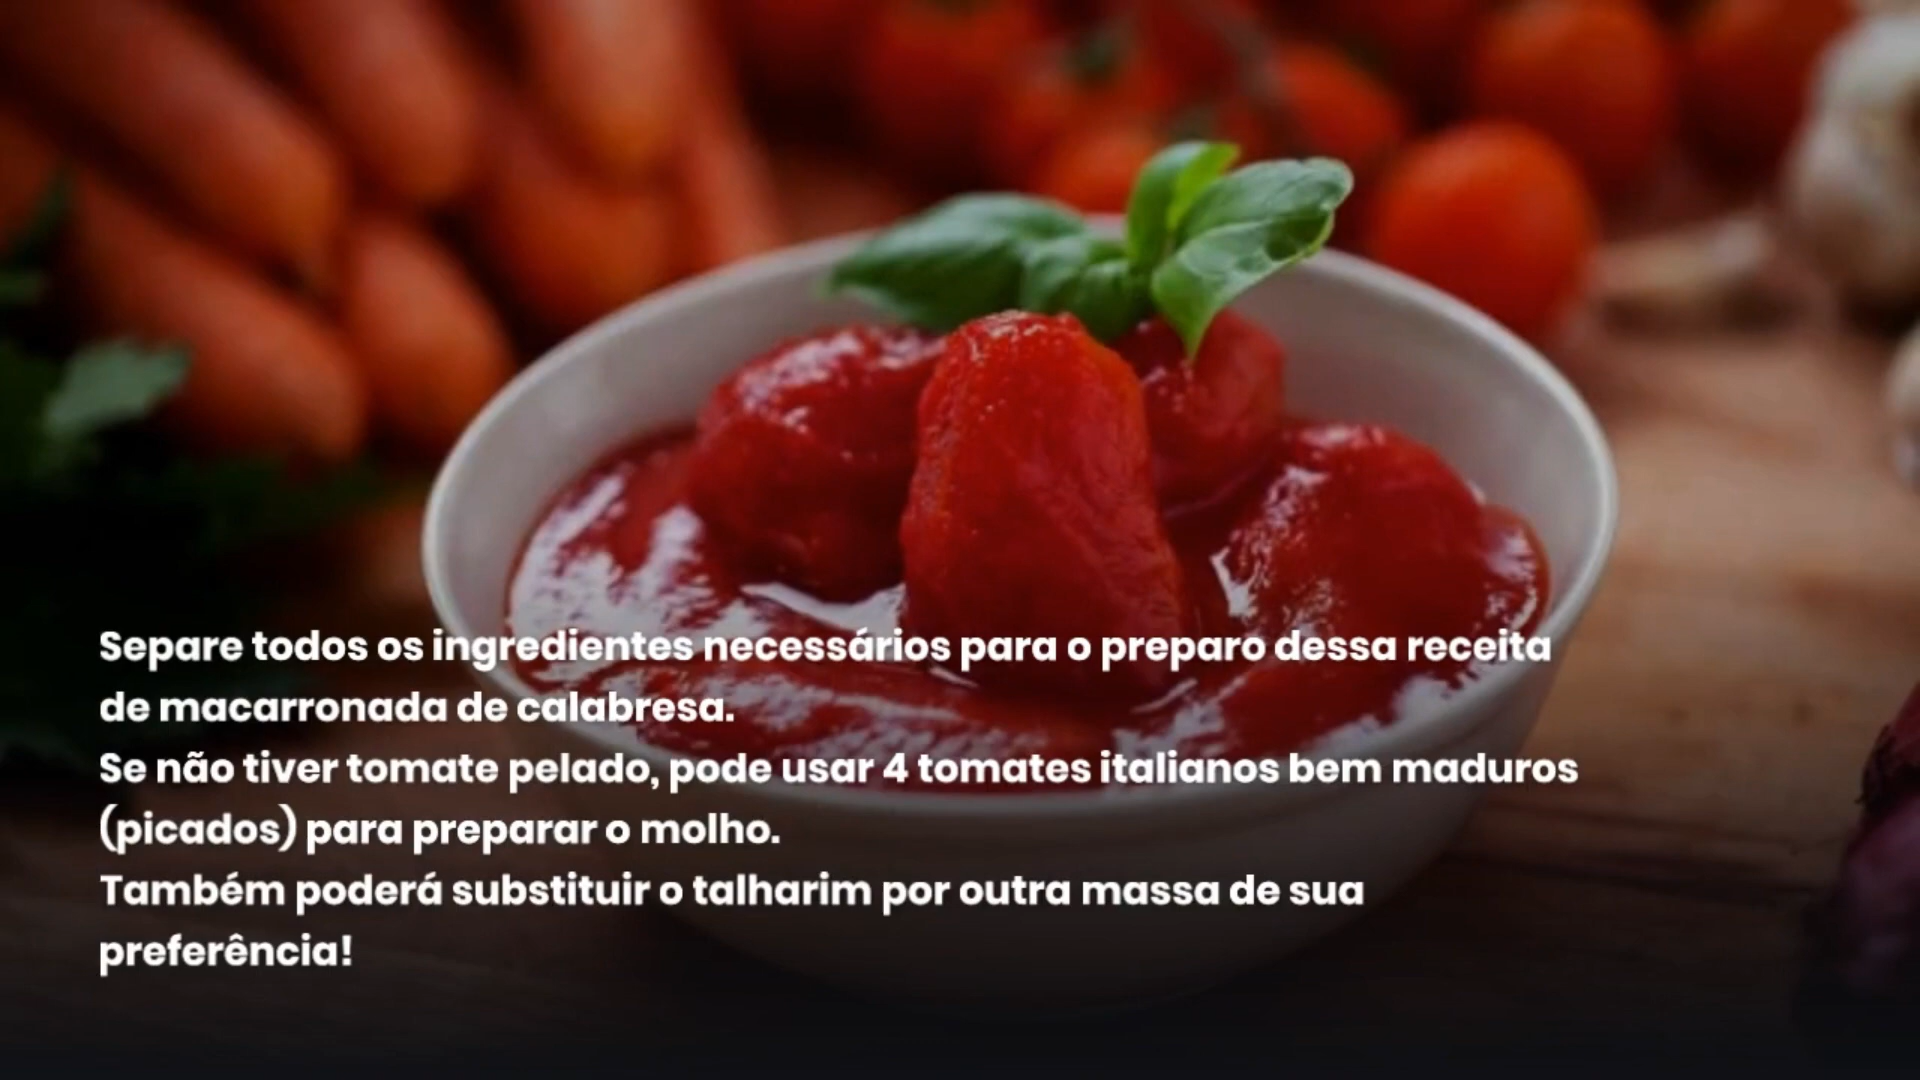 Separe todos os ingredientes necessários para o preparo dessa receita
de macarronada de calabresa.
Se não tiver tomate pelado, pode usar 4 tomates italianos bem maduros
(picados) para preparar o molho.
Também poderá substituir o talharim por outra massa de sua
preferência!